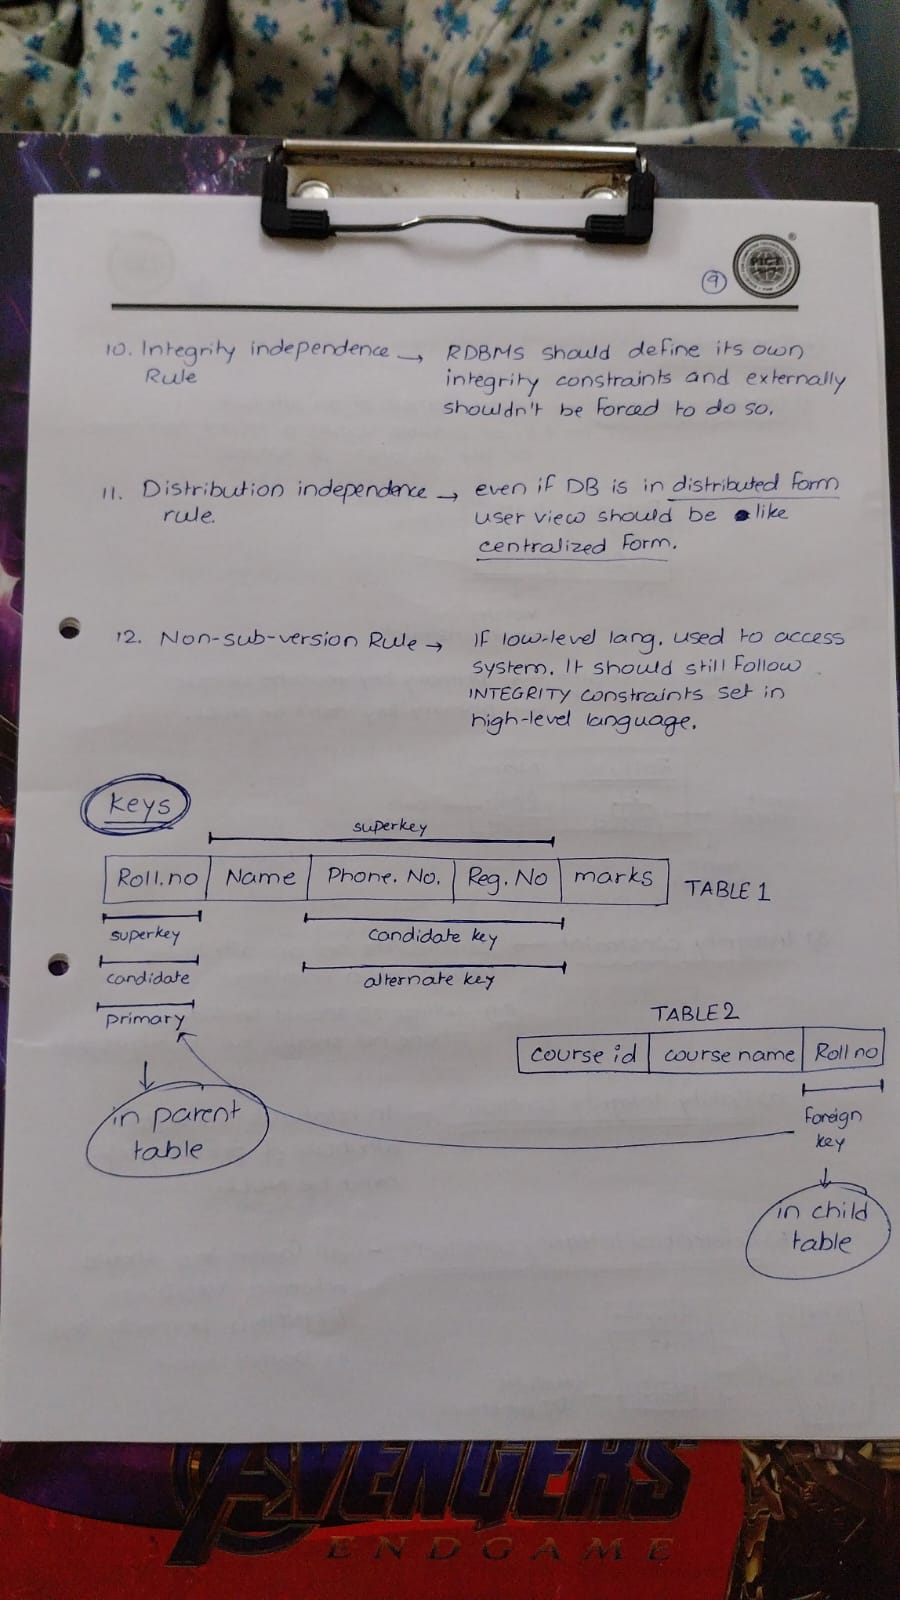 9
PICT
10. Integrity independence → RDBMS should define its own
Rule integrity constraints and externally
shouldn't be forced to do so.
11. Distribution independence → even if DB is in distributed form
rule. user view should be like
centralized form.
12. Non-sub-version Rule → If low-level lang. used to access
system. It should still follow
INTEGRITY constraints set in
high-level language.
Keys
superkey
Roll.no Name Phone. No. Reg. No marks TABLE 1
superkey candidate key
candidate alternate key
primary
TABLE 2
course id course name Roll no
in parent
table
foreign
key
in child
table
AVENGERS
ENDGAME